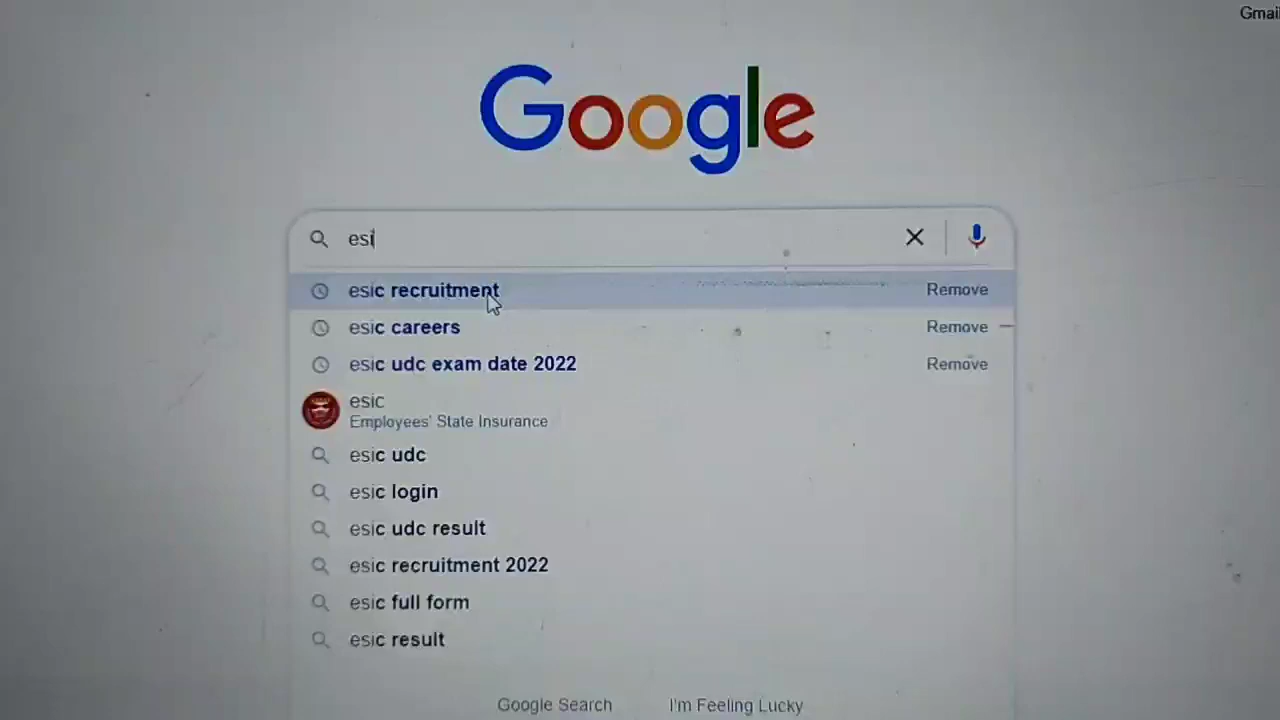 Gmail
Google
esi
esic recruitment Remove
esic careers Remove
esic udc exam date 2022 Remove
esic
Employees' State Insurance
esic udc
esic login
esic udc result
esic recruitment 2022
esic full form
esic result
Google Search I'm Feeling Lucky